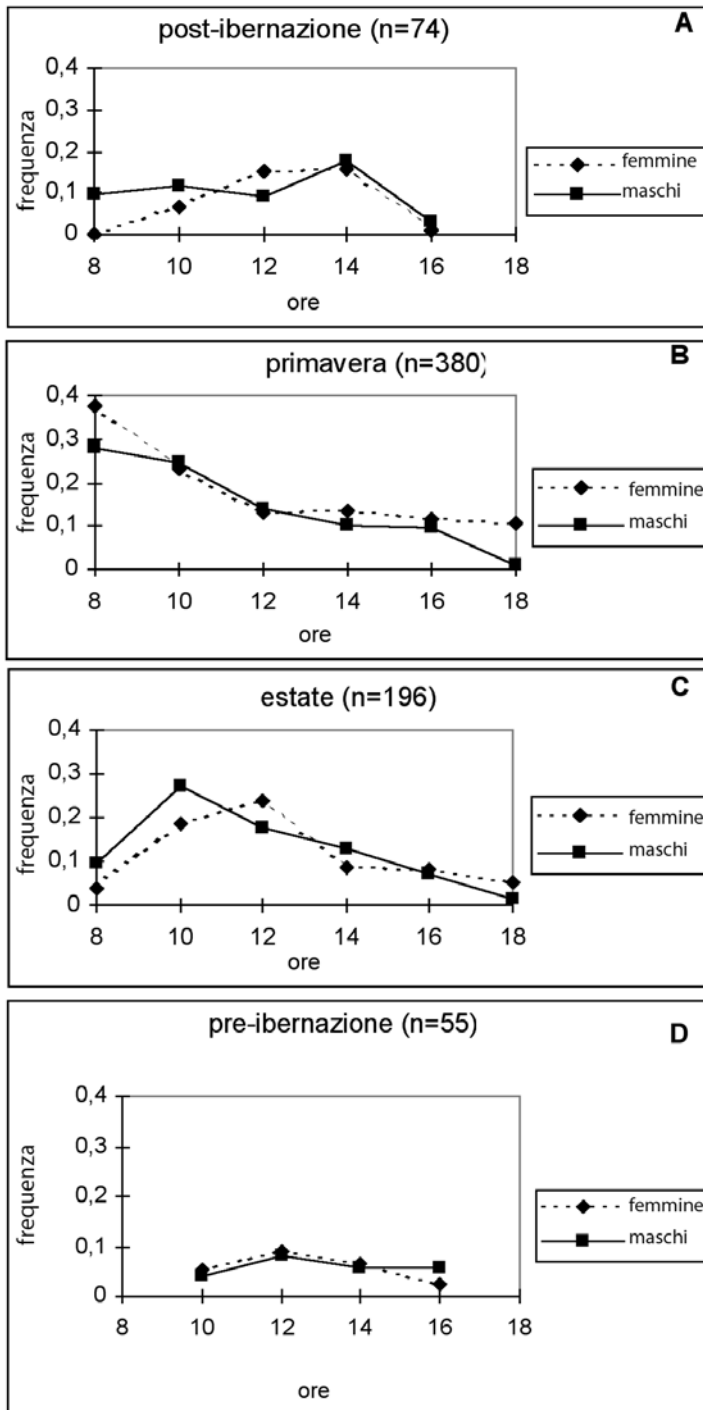 post-ibernazione (n=74)
A
0,4
0,3
0,2
0,1
0
frequenza
8 10 12 14 16 18
ore
femmine
maschi
primavera (n=380)
B
0,4
0,3
0,2
0,1
0
frequenza
8 10 12 14 16 18
ore
femmine
maschi
estate (n=196)
C
0,4
0,3
0,2
0,1
0
frequenza
8 10 12 14 16 18
ore
femmine
maschi
pre-ibernazione (n=55)
D
0,4
0,3
0,2
0,1
0
frequenza
8 10 12 14 16 18
ore
femmine
maschi